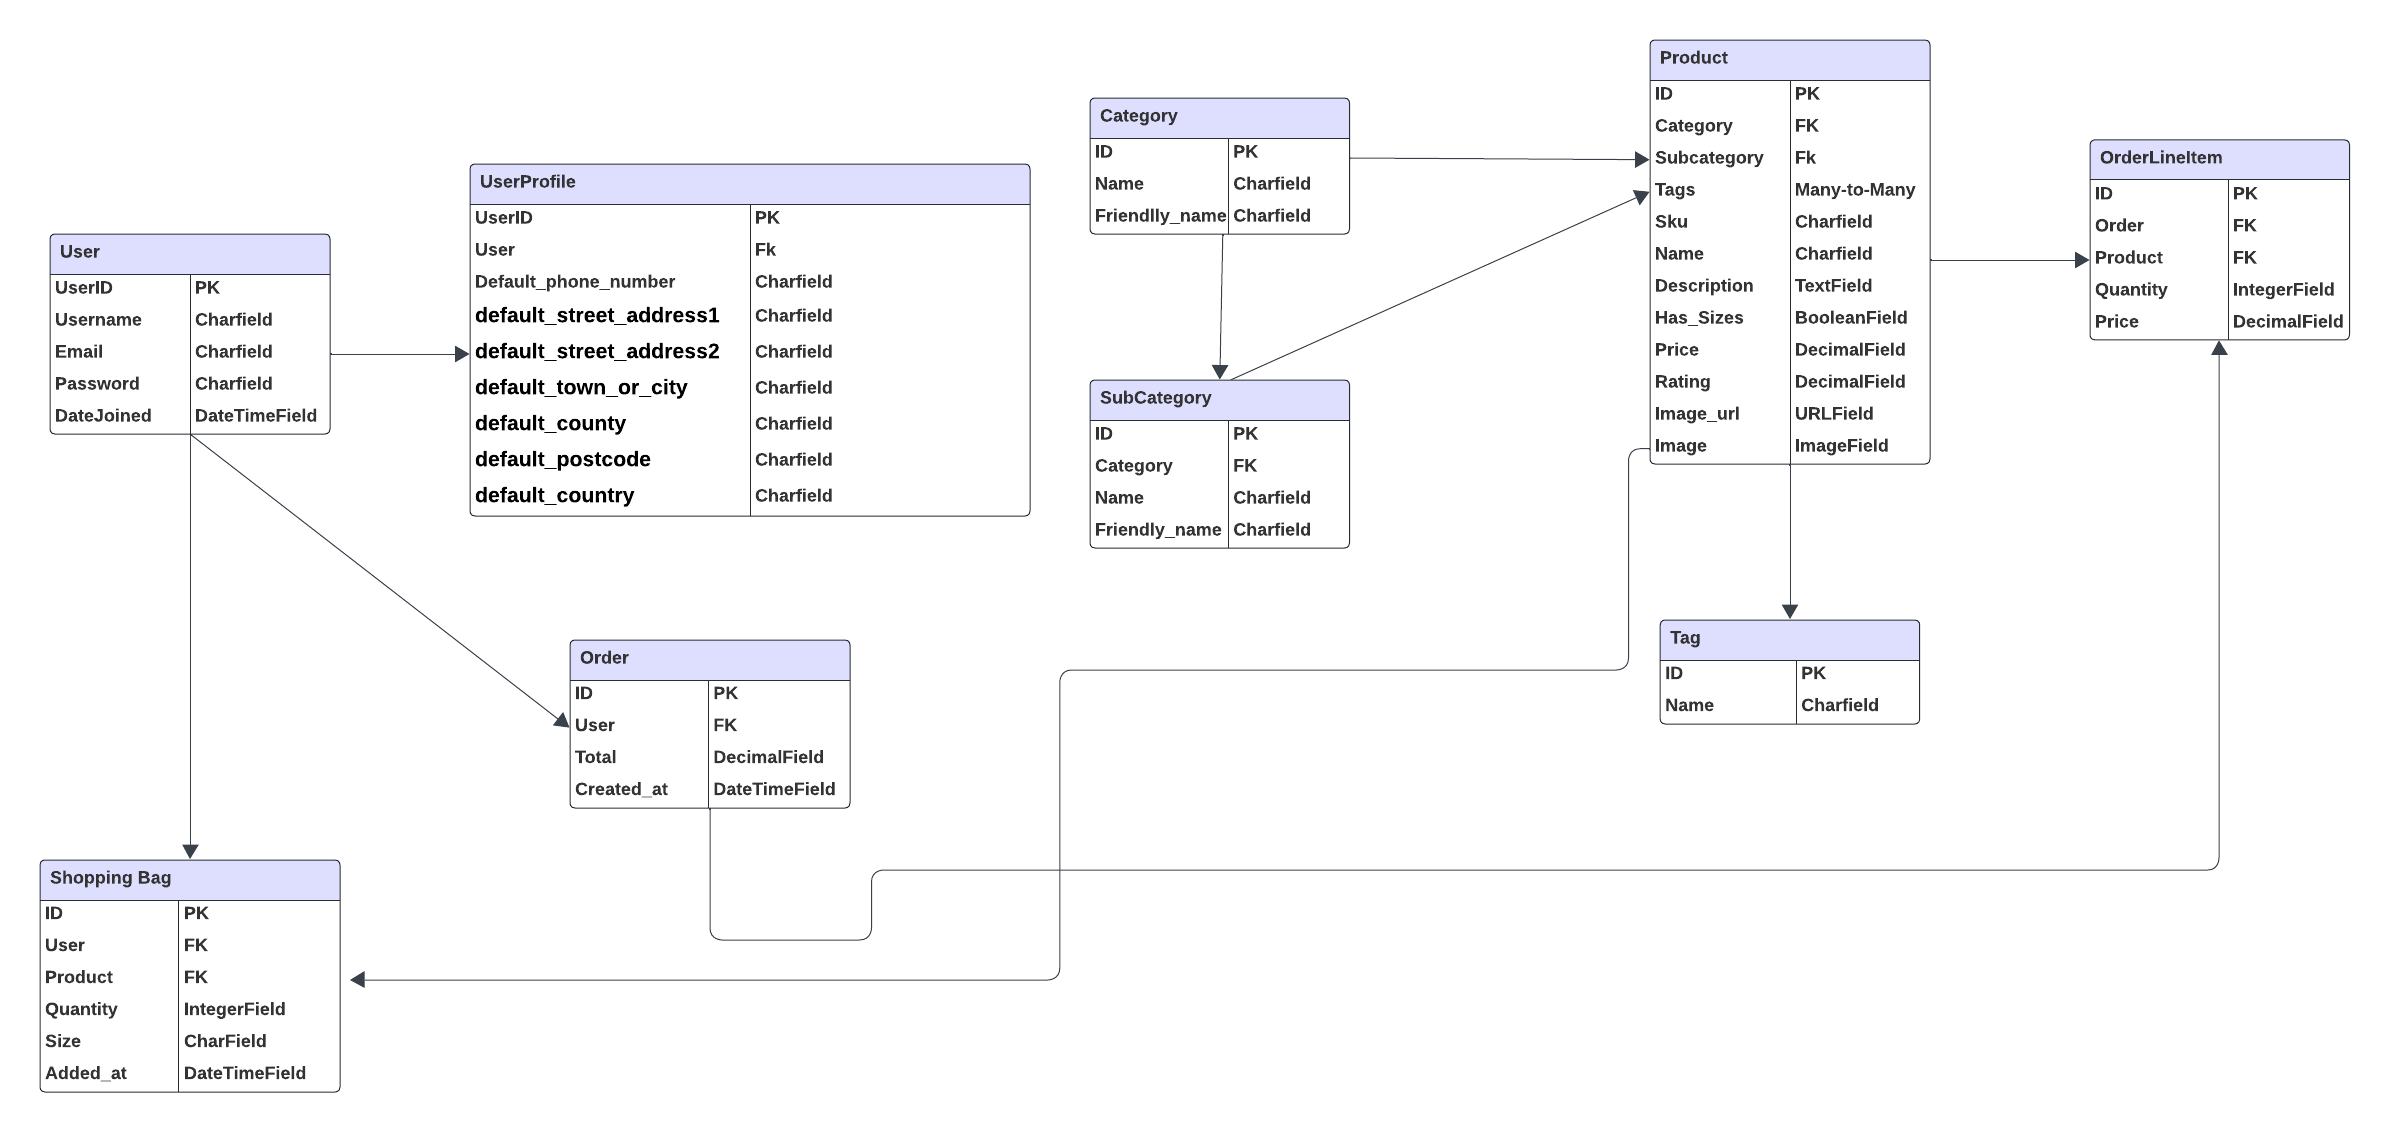 User
UserID PK
Username Charfield
Email Charfield
Password Charfield
DateJoined DateTimeField
UserProfile
UserID PK
User Fk
Default_phone_number Charfield
default_street_address1 Charfield
default_street_address2 Charfield
default_town_or_city Charfield
default_county Charfield
default_postcode Charfield
default_country Charfield
Category
ID PK
Name Charfield
Friendlly_name Charfield
SubCategory
ID PK
Category FK
Name Charfield
Friendly_name Charfield
Product
ID PK
Category FK
Subcategory Fk
Tags Many-to-Many
Sku Charfield
Name Charfield
Description TextField
Has_Sizes BooleanField
Price DecimalField
Rating DecimalField
Image_url URLField
Image ImageField
OrderLineItem
ID PK
Order FK
Product FK
Quantity IntegerField
Price DecimalField
Tag
ID PK
Name Charfield
Order
ID PK
User FK
Total DecimalField
Created_at DateTimeField
Shopping Bag
ID PK
User FK
Product FK
Quantity IntegerField
Size CharField
Added_at DateTimeField